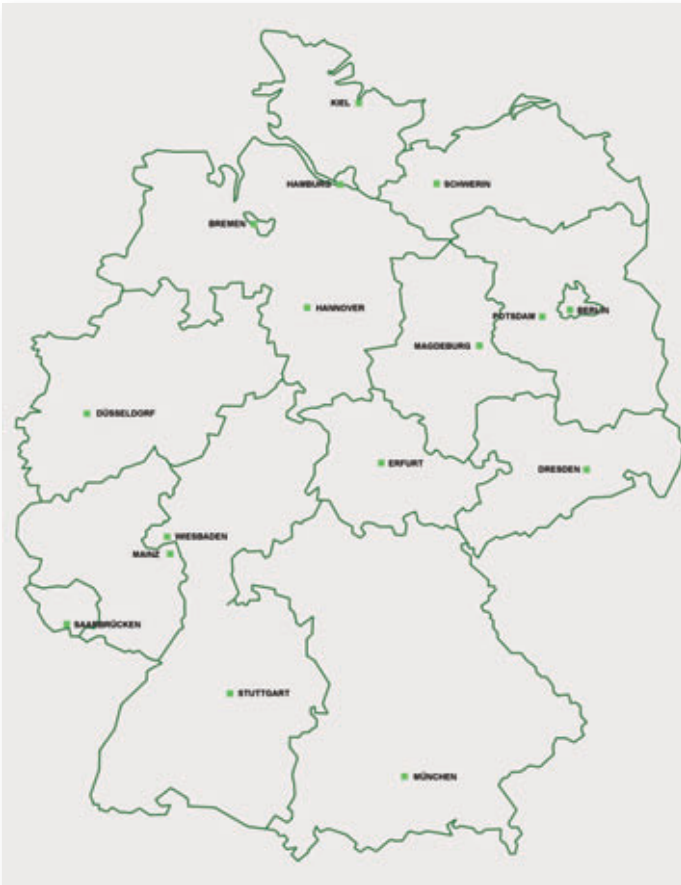 KIEL
HAMBURG
SCHWERIN
BREMEN
HANNOVER
POTSDAM
BERLIN
MAGDEBURG
DÜSSELDORF
ERFURT
DRESDEN
WIESBADEN
MAINZ
SAARBRÜCKEN
STUTTGART
MÜNCHEN